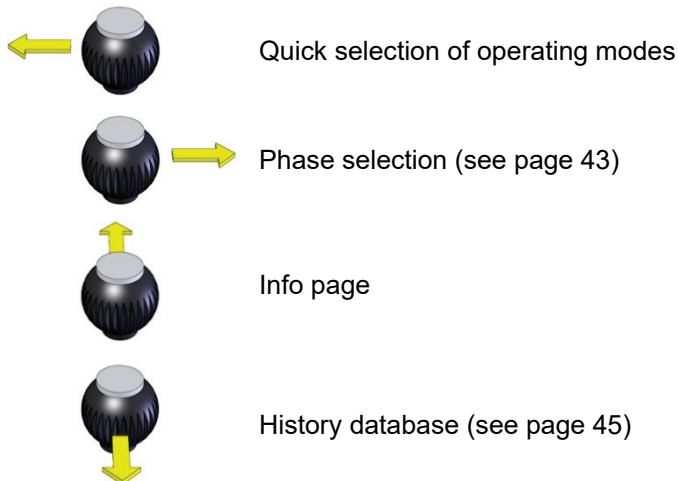 Quick selection of operating modes
Phase selection (see page 43)
Info page
History database (see page 45)